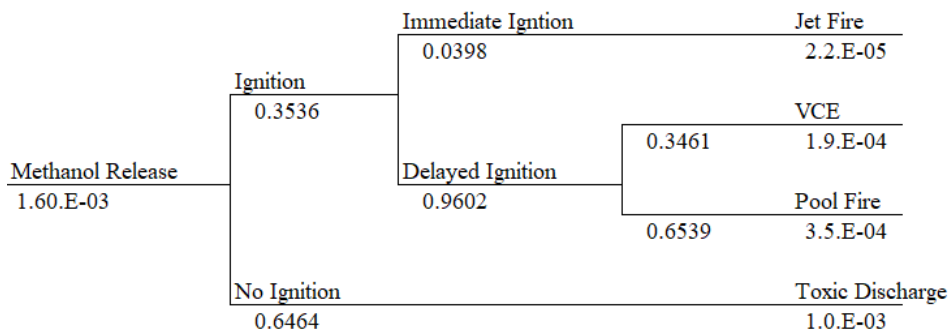 Immediate Igntion
Jet Fire
0.0398
2.2.E-05
Ignition
0.3536
VCE
0.3461
1.9.E-04
Methanol Release
1.60.E-03
Delayed Ignition
0.9602
Pool Fire
0.6539
3.5.E-04
No Ignition
0.6464
Toxic Discharge
1.0.E-03